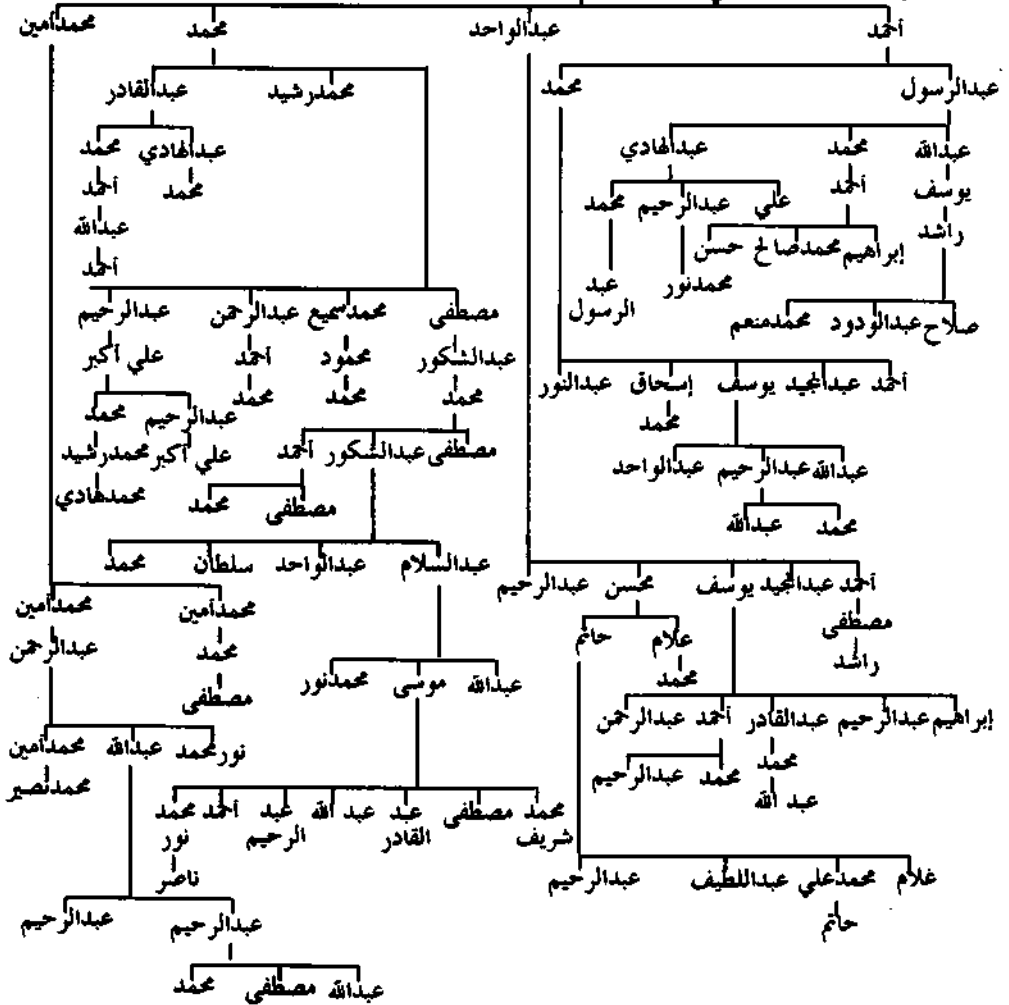 أحمد عبدالواحد محمد محمدأمين
عبدالرسول محمد محمدرشيد عبدالقادر
عبدالله محمد عبدالهادي عبدالهادي محمد
يوسف أحمد علي عبدالرحيم محمد محمد أحمد
راشد إبراهيم محمدصالح حسن عبدالله
محمدنور عبد الرسول أحمد
صلاح عبدالودود محمدمنعم مصطفى محمدسميع عبدالرحمن عبدالرحيم
أحمد عبدالمجيد يوسف إسحاق عبدالنور عبدالشكور محمود أحمد علي أكبر
محمد محمد محمد محمد عبدالرحيم محمد
عبدالله عبدالرحيم عبدالواحد مصطفى عبدالشكور أحمد علي أكبر محمدرشيد
محمد عبدالله مصطفى محمد محمدهادي
أحمد عبدالمجيد يوسف محسن عبدالرحيم عبدالسلام عبدالواحد سلطان محمد
مصطفى محمدأمين محمدأمين
راشد علام حاتم محمد عبدالرحمن
محمد عبدالله موسى محمدنور مصطفى
إبراهيم عبدالرحيم عبدالقادر أحمد عبدالرحمن نورمحمد عبدالله محمدأمين
محمد محمد عبدالرحيم محمدنصير
عبد الله محمد شريف مصطفى عبد القادر عبد الله عبد الرحيم أحمد محمد نور
غلام محمدعلي عبداللطيف عبدالرحيم ناصر
حاتم عبدالرحيم عبدالرحيم
عبدالله مصطفى محمد